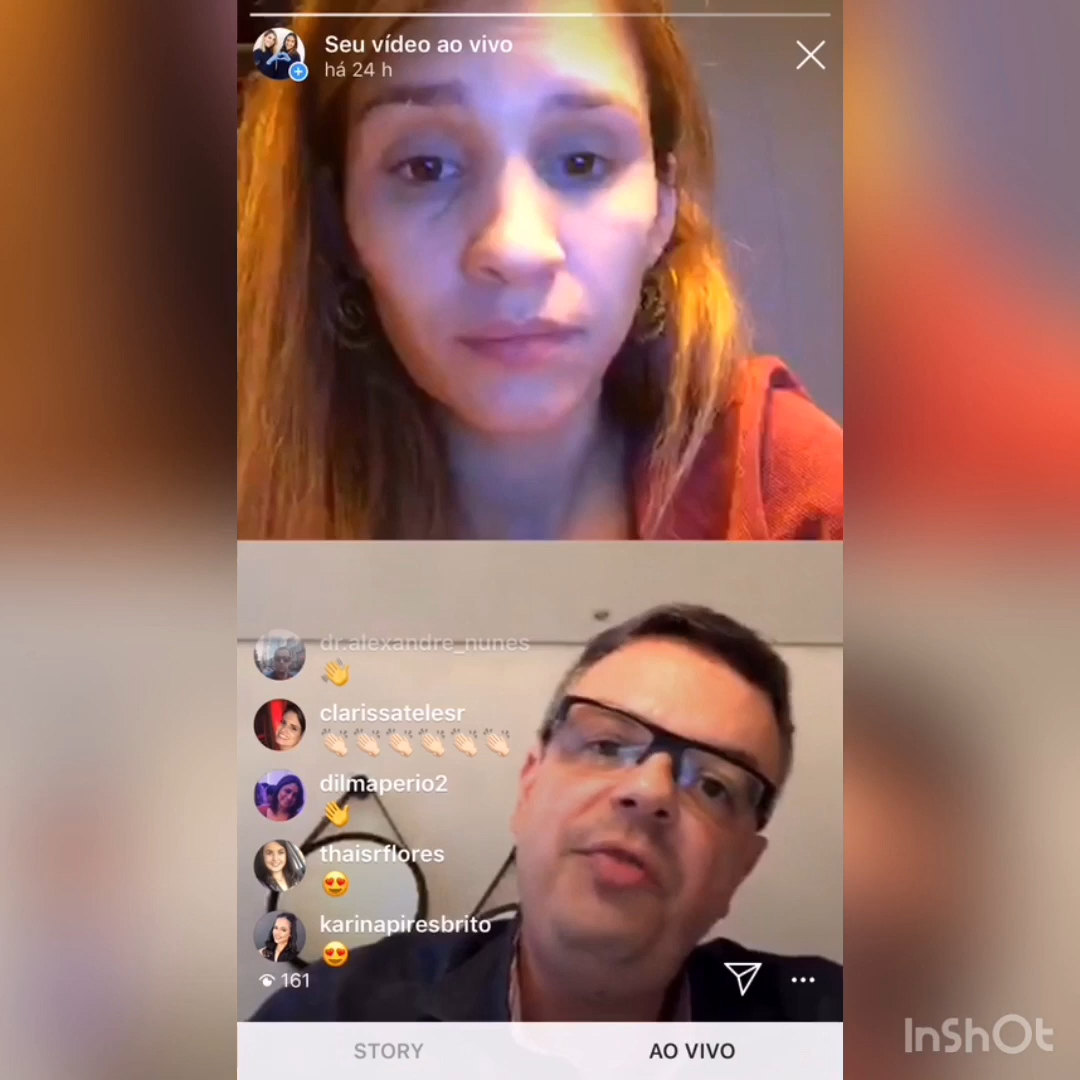 Seu vídeo ao vivo
há 24 h
dr.alexandre_nunes
clarissatelesr
dilmaperio2
thaisrflores
karinapiresbrito
161
STORY
AO VIVO
InShOt